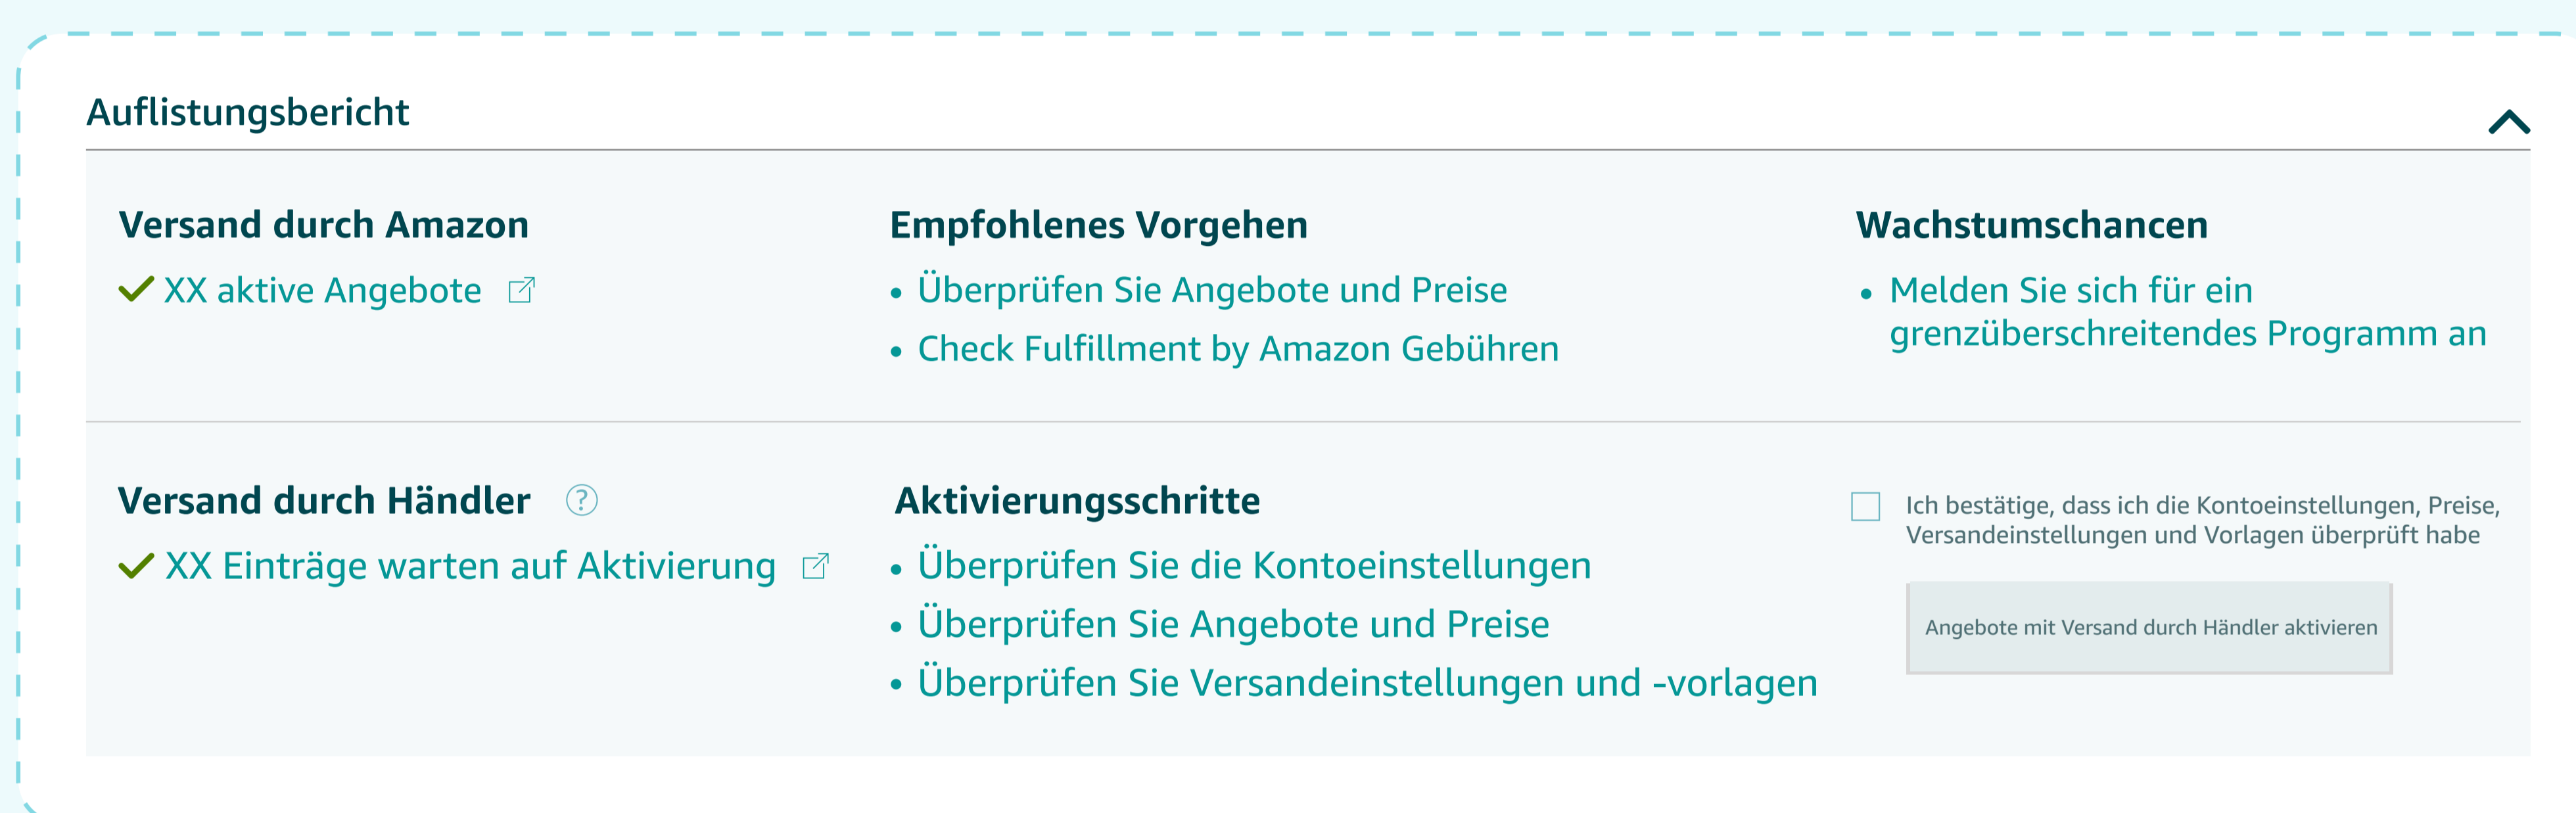 Auflistungsbericht
Versand durch Amazon
XX aktive Angebote
Empfohlenes Vorgehen
Überprüfen Sie Angebote und Preise
Check Fulfillment by Amazon Gebühren
Wachstumschancen
Melden Sie sich für ein
grenzüberschreitendes Programm an
Versand durch Händler ?
XX Einträge warten auf Aktivierung
Aktivierungsschritte
Überprüfen Sie die Kontoeinstellungen
Überprüfen Sie Angebote und Preise
Überprüfen Sie Versandeinstellungen und -vorlagen
Ich bestätige, dass ich die Kontoeinstellungen, Preise,
Versandeinstellungen und Vorlagen überprüft habe
Angebote mit Versand durch Händler aktivieren